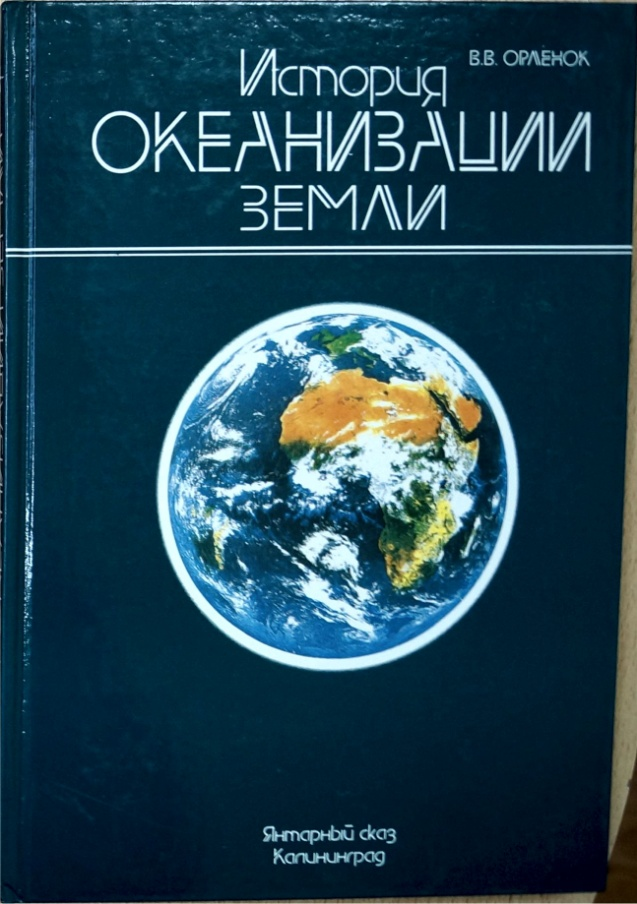 В.В. ОРЛЕНОК
История
ОКЕАНИЗАЦИИ
ЗЕМЛИ
Янтарный сказ
Калининград